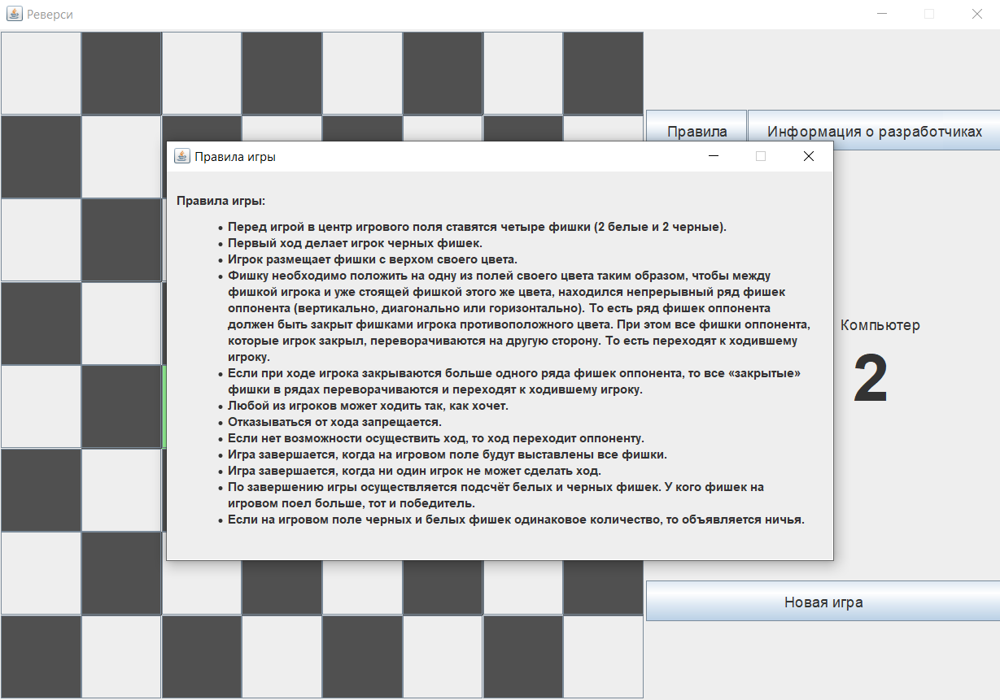 Реверси
Правила
Информация о разработчиках
Правила игры
Правила игры:
• Перед игрой в центр игрового поля ставятся четыре фишки (2 белые и 2 черные).
• Первый ход делает игрок черных фишек.
• Игрок размещает фишки с верхом своего цвета.
• Фишку необходимо положить на одну из полей своего цвета таким образом, чтобы между
фишкой игрока и уже стоящей фишкой этого же цвета, находился непрерывный ряд фишек
оппонента (вертикально, диагонально или горизонтально). То есть ряд фишек оппонента
должен быть закрыт фишками игрока противоположного цвета. При этом все фишки оппонента,
которые игрок закрыл, переворачиваются на другую сторону. То есть переходят к ходившему
игроку.
• Если при ходе игрока закрываются больше одного ряда фишек оппонента, то все «закрытые»
фишки в рядах переворачиваются и переходят к ходившему игроку.
• Любой из игроков может ходить так, как хочет.
• Отказываться от хода запрещается.
• Если нет возможности осуществить ход, то ход переходит оппоненту.
• Игра завершается, когда на игровом поле будут выставлены все фишки.
• Игра завершается, когда ни один игрок не может сделать ход.
• По завершению игры осуществляется подсчёт белых и черных фишек. У кого фишек на
игровом поел больше, тот и победитель.
• Если на игровом поле черных и белых фишек одинаковое количество, то объявляется ничья.
Компьютер
2
Новая игра